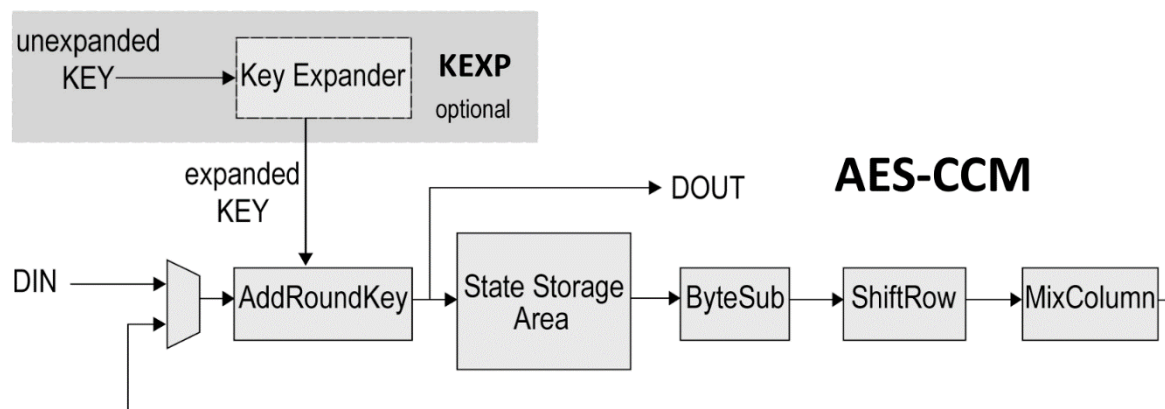 unexpanded
KEY
Key Expander
KEXP
optional
expanded
KEY
DOUT
AES-CCM
DIN
AddRoundKey
State Storage
Area
ByteSub
ShiftRow
MixColumn